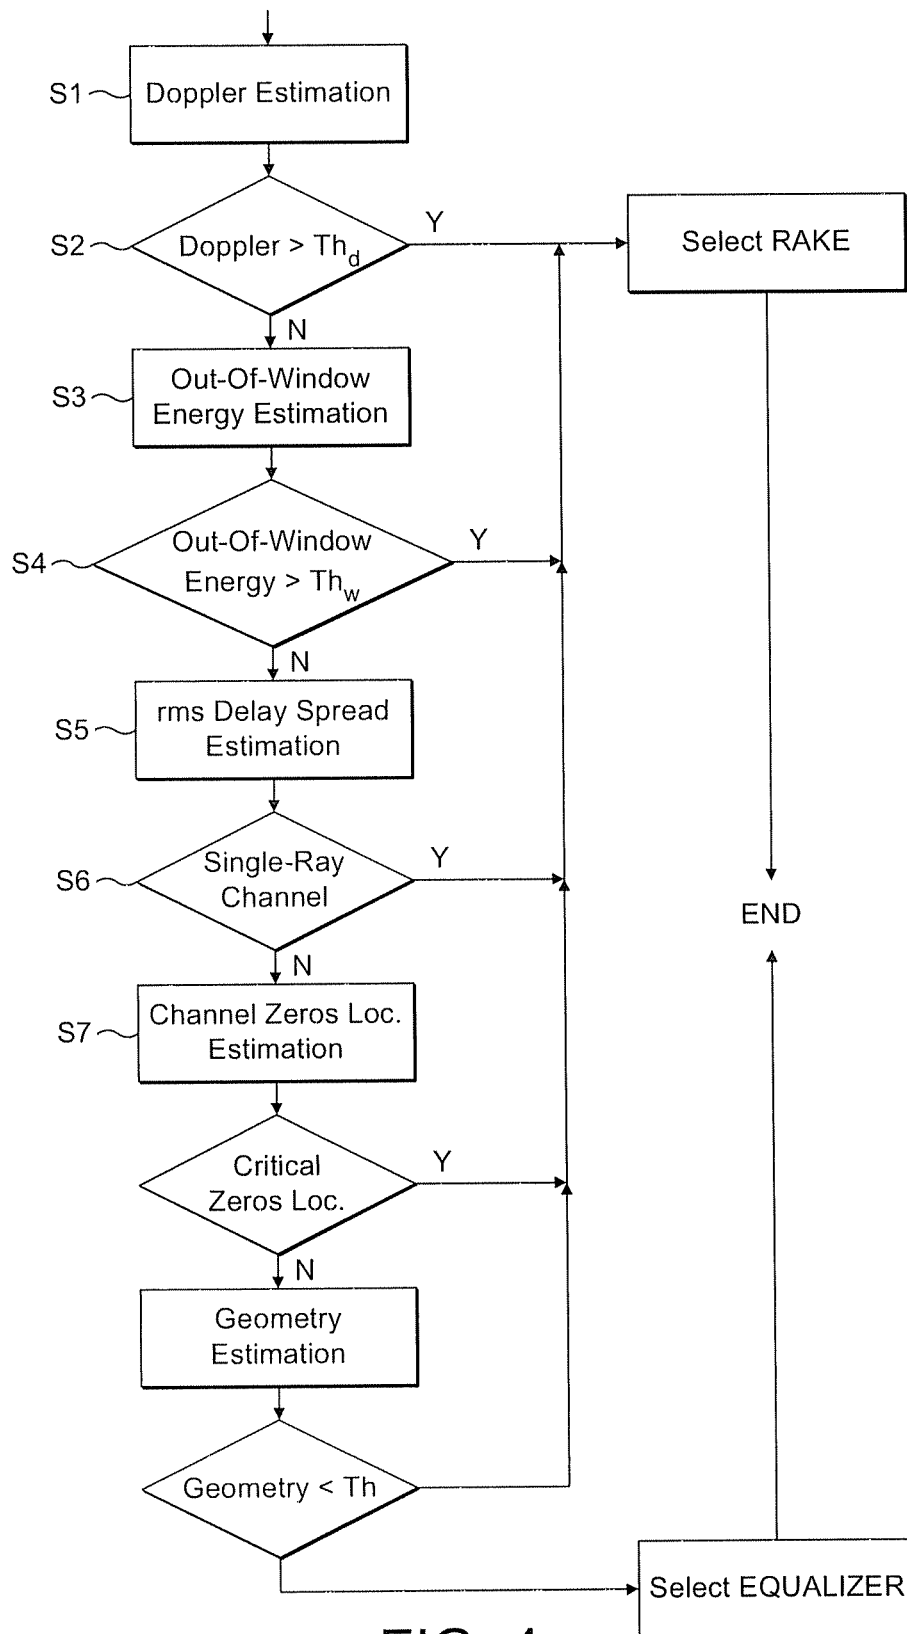 S1
Doppler Estimation
S2
Doppler > Thd
Y
Select RAKE
N
S3
Out-Of-Window
Energy Estimation
S4
Out-Of-Window
Energy > Thw
Y
N
S5
rms Delay Spread
Estimation
S6
Single-Ray
Channel
Y
END
N
S7
Channel Zeros Loc.
Estimation
Critical
Zeros Loc.
Y
N
Geometry
Estimation
Geometry < Th
Select EQUALIZER